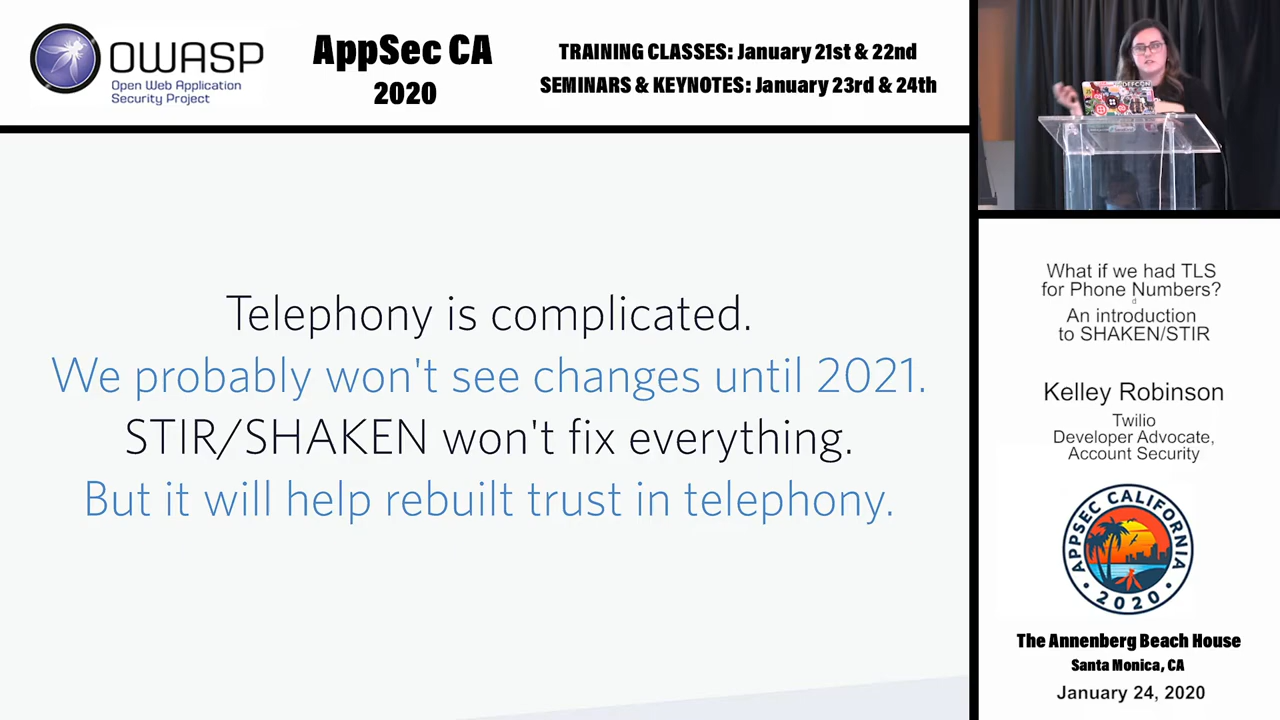 OWASP
Open Web Application
Security Project
AppSec CA
2020
TRAINING CLASSES: January 21st & 22nd
SEMINARS & KEYNOTES: January 23rd & 24th
Telephony is complicated.
We probably won't see changes until 2021.
STIR/SHAKEN won't fix everything.
But it will help rebuilt trust in telephony.
DEFCON
What if we had TLS
for Phone Numbers?
d
An introduction
to SHAKEN/STIR
Kelley Robinson
Twilio
Developer Advocate,
Account Security
APPSEC CALIFORNIA
• 2020 •
The Annenberg Beach House
Santa Monica, CA
January 24, 2020